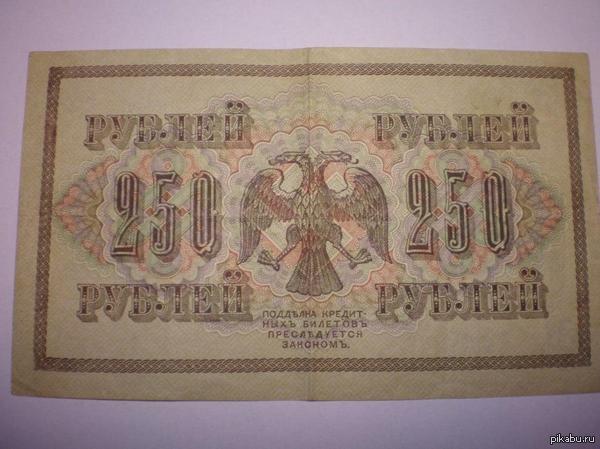 РУБЛЕЙ РУБЛЕЙ
250 250
РУБЛЕЙ РУБЛЕЙ
ПОДДѢЛКА КРЕДИТ-
НЫХЪ БИЛЕТОВЪ
ПРЕСЛѢДУЕТСЯ
ЗАКОНОМЪ.
pikabu.ru